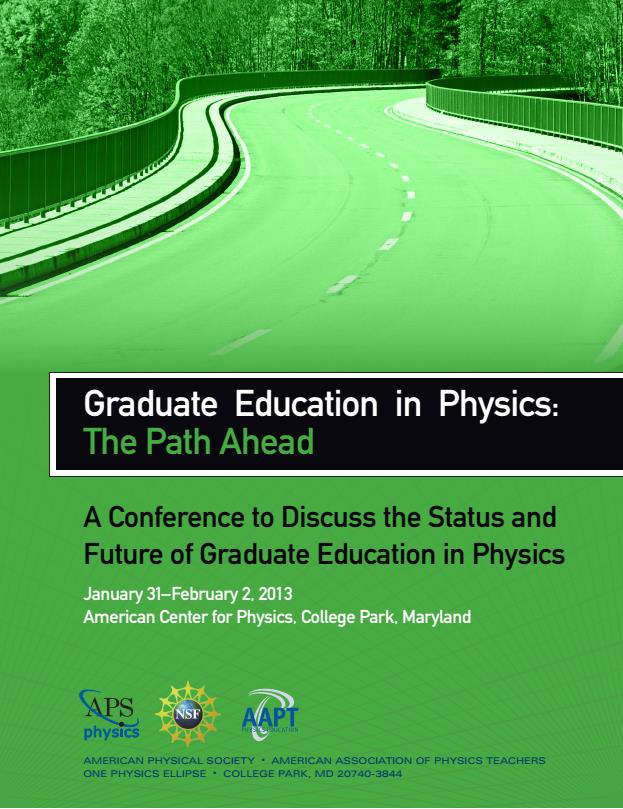 Graduate Education in Physics:
The Path Ahead
A Conference to Discuss the Status and
Future of Graduate Education in Physics
January 31–February 2, 2013
American Center for Physics, College Park, Maryland
APS
physics
NSF
AAPT
PHYSICS EDUCATION
AMERICAN PHYSICAL SOCIETY • AMERICAN ASSOCIATION OF PHYSICS TEACHERS
ONE PHYSICS ELLIPSE • COLLEGE PARK, MD 20740-3844